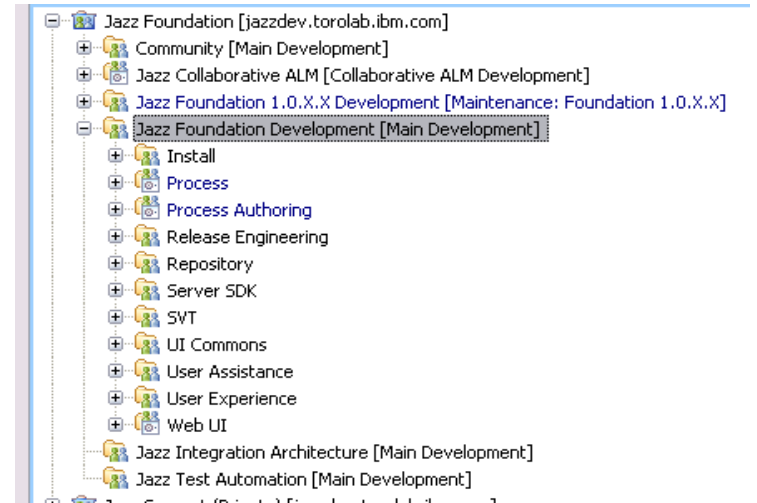 Jazz Foundation [jazzdev.torolab.ibm.com]
Community [Main Development]
Jazz Collaborative ALM [Collaborative ALM Development]
Jazz Foundation 1.0.X.X Development [Maintenance: Foundation 1.0.X.X]
Jazz Foundation Development [Main Development]
Install
Process
Process Authoring
Release Engineering
Repository
Server SDK
SVT
UI Commons
User Assistance
User Experience
Web UI
Jazz Integration Architecture [Main Development]
Jazz Test Automation [Main Development]